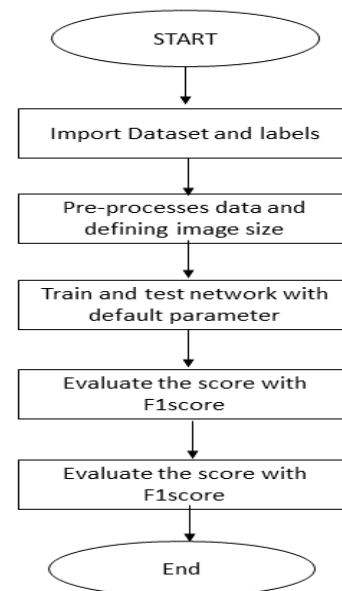 START
Import Dataset and labels
Pre-processes data and
defining image size
Train and test network with
default parameter
Evaluate the score with
F1score
Evaluate the score with
F1score
End